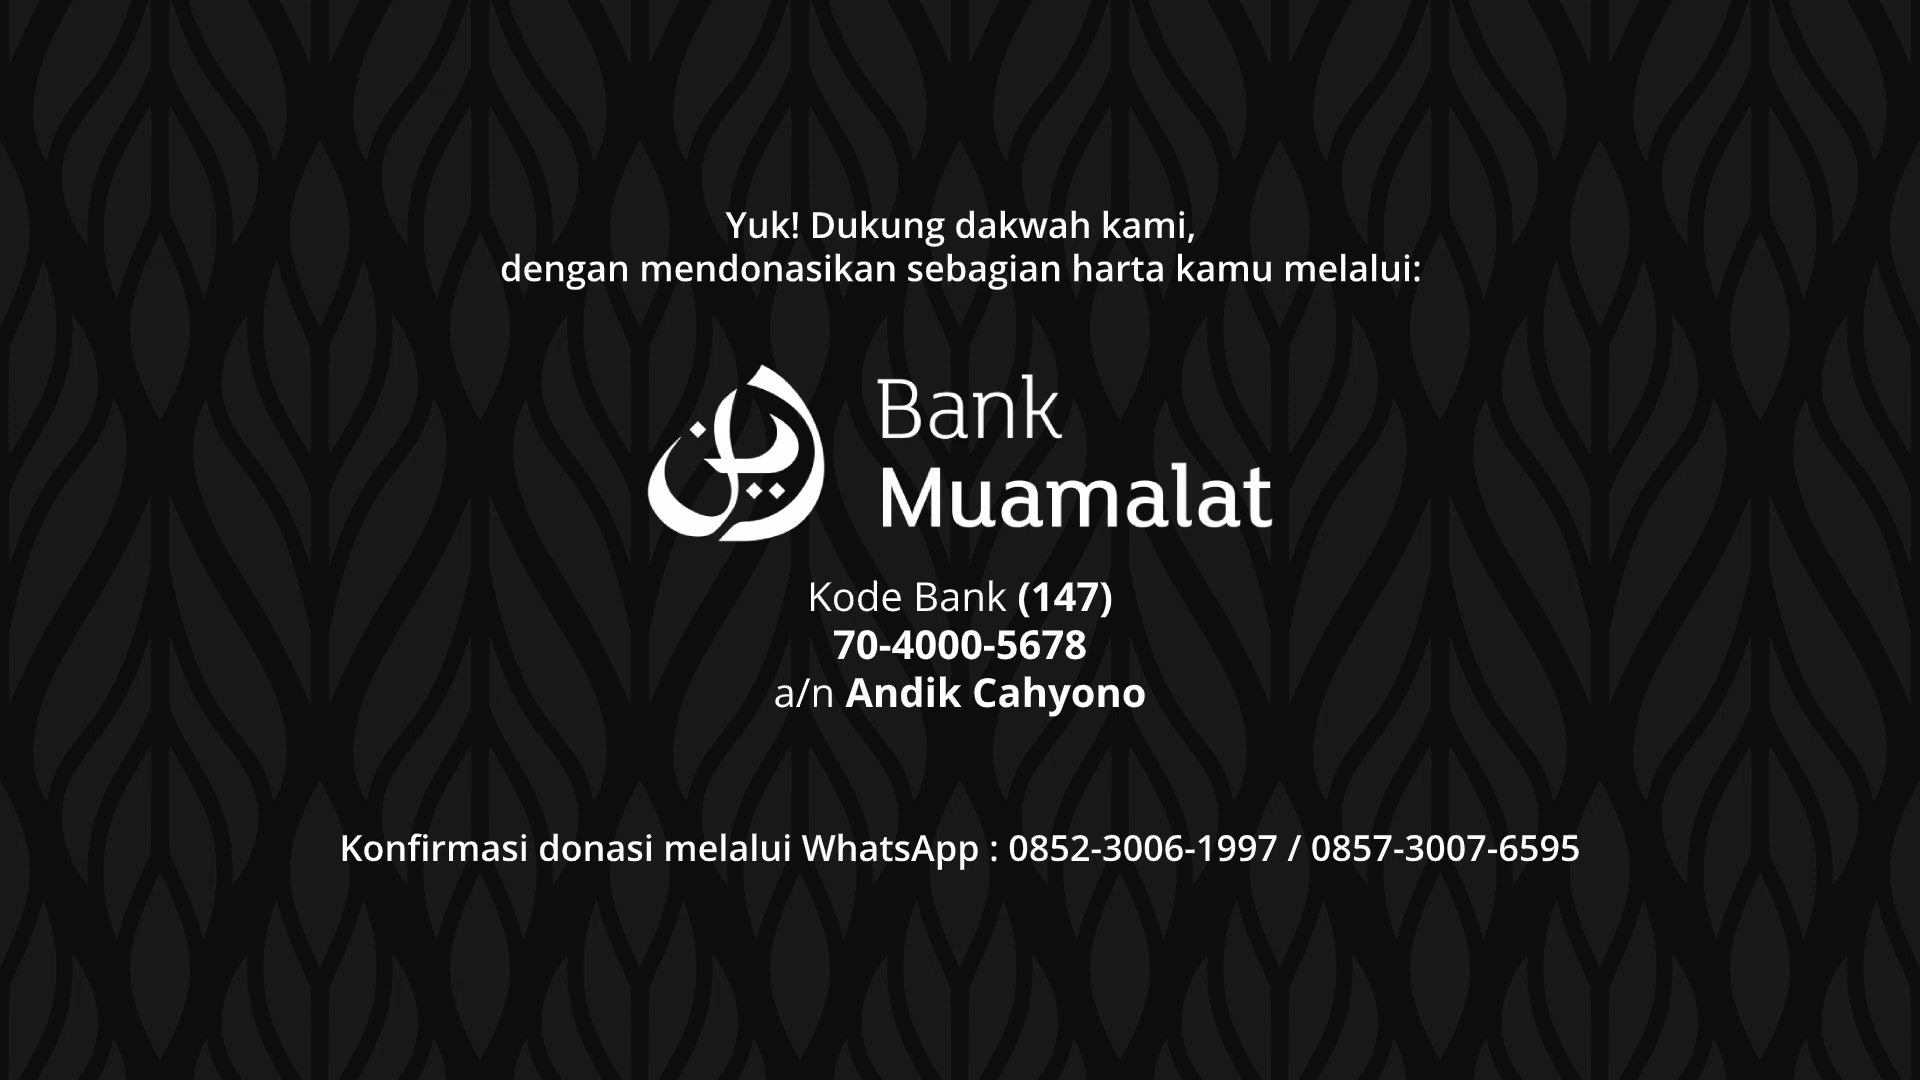 Yuk! Dukung dakwah kami,
dengan mendonasikan sebagian harta kamu melalui:
Bank
Muamalat
Kode Bank (147)
70-4000-5678
a/n Andik Cahyono
Konfirmasi donasi melalui WhatsApp : 0852-3006-1997 / 0857-3007-6595